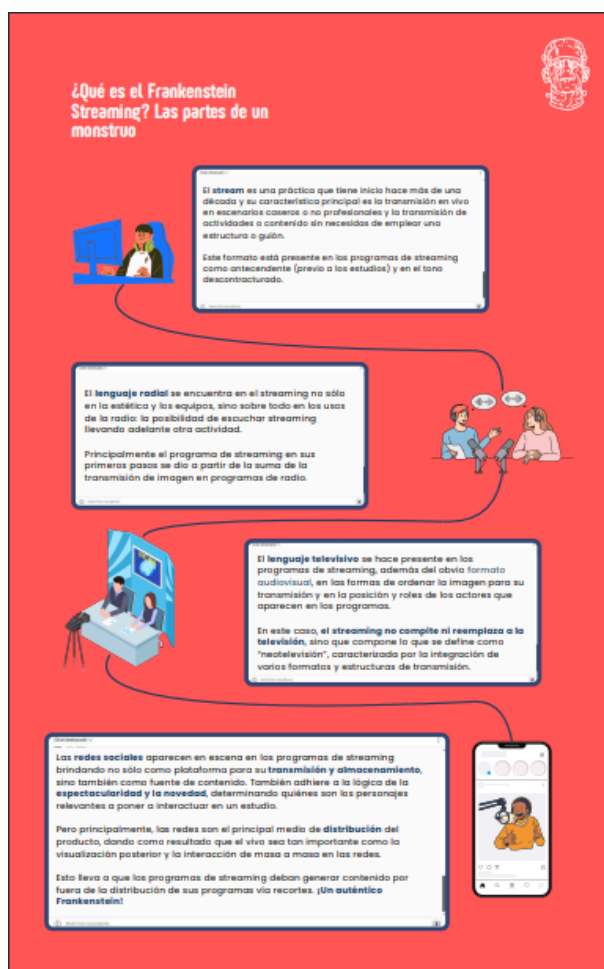 ¿Qué es el Frankenstein
Streaming? Las partes de un
monstruo
El stream es una práctica que tiene inicio hace más de una
década y su característica principal es la transmisión en vivo
en escenarios caseros o no profesionales y la transmisión de
actividades o contenido sin necesidas de emplear una
estructura o guión.
Este formato está presente en los programas de streaming
como antecedente (previo a los estudios) y en el tono
descontracturado.
El lenguaje radial se encuentra en el streaming no sólo
en la estética y los equipos, sino sobre todo en los usos
de la radio: la posibilidad de escuchar streaming
llevando adelante otra actividad.
Principalmente el programa de streaming en sus
primeros pasos se dio a partir de la suma de la
transmisión de imagen en programas de radio.
El lenguaje televisivo se hace presente en los
programas de streaming, además del obvio formato
audiovisual, en las formas de ordenar la imagen para su
transmisión y en la posición y roles de los actores que
aparecen en los programas.
En este caso, el streaming no compite ni reemplaza a la
televisión, sino que compone lo que se define como
"neotelevisión", caracterizada por la integración de
varios formatos y estructuras de transmisión.
Las redes sociales aparecen en escena en los programas de streaming
brindando no sólo como plataforma para su transmisión y almacenamiento,
sino también como fuente de contenido. También adhiere a la lógica de la
espectacularidad y la novedad, determinando quiénes son los personajes
relevantes a poner a interactuar en un estudio.
Pero principalmente, las redes son el principal medio de distribución del
producto, dando como resultado que el vivo sea tan importante como la
visualización posterior y la interacción de masa a masa en las redes.
Esto lleva a que los programas de streaming deban generar contenido por
fuera de la distribución de sus programas vía recortes. ¡Un auténtico
Frankenstein!